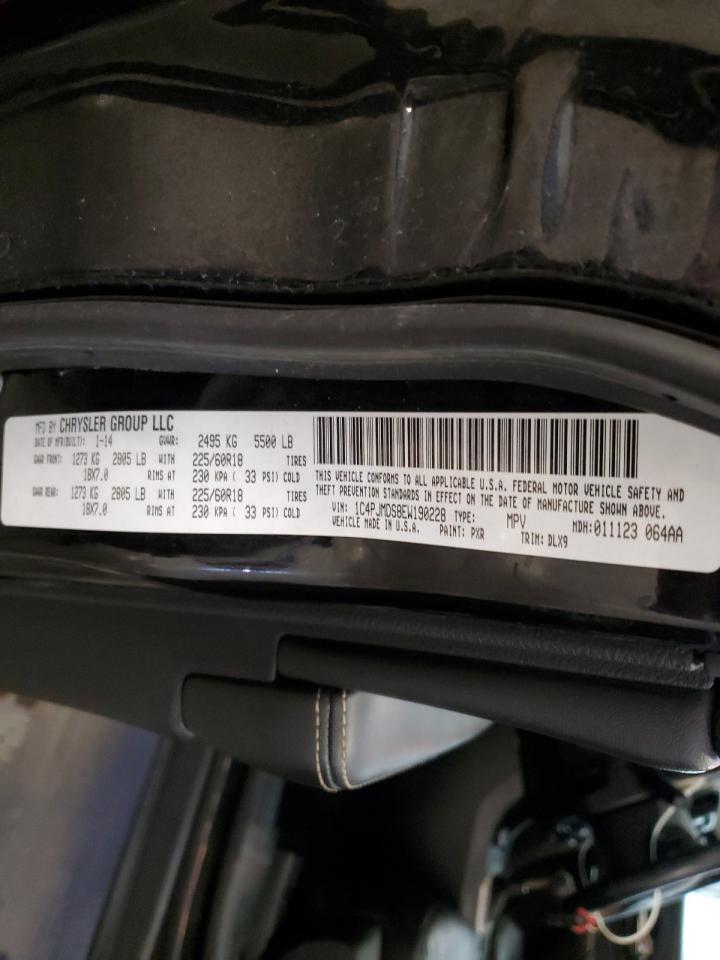 MFD BY CHRYSLER GROUP LLC
DATE OF MFR(BUILT): 1-14 GVWR: 2495 KG 5500 LB
GAWR FRONT: 1273 KG 2805 LB WITH 225/60R18 TIRES
18X7.0 RIMS AT 230 KPA ( 33 PSI) COLD
GAWR REAR: 1273 KG 2805 LB WITH 225/60R18 TIRES
18X7.0 RIMS AT 230 KPA ( 33 PSI) COLD
THIS VEHICLE CONFORMS TO ALL APPLICABLE U.S.A. FEDERAL MOTOR VEHICLE SAFETY AND
THEFT PREVENTION STANDARDS IN EFFECT ON THE DATE OF MANUFACTURE SHOWN ABOVE.
VIN: 1C4PJMDS8EW190228 TYPE: MPV MDH:011123 064AA
VEHICLE MADE IN U.S.A. PAINT: PXR TRIM: DLX9